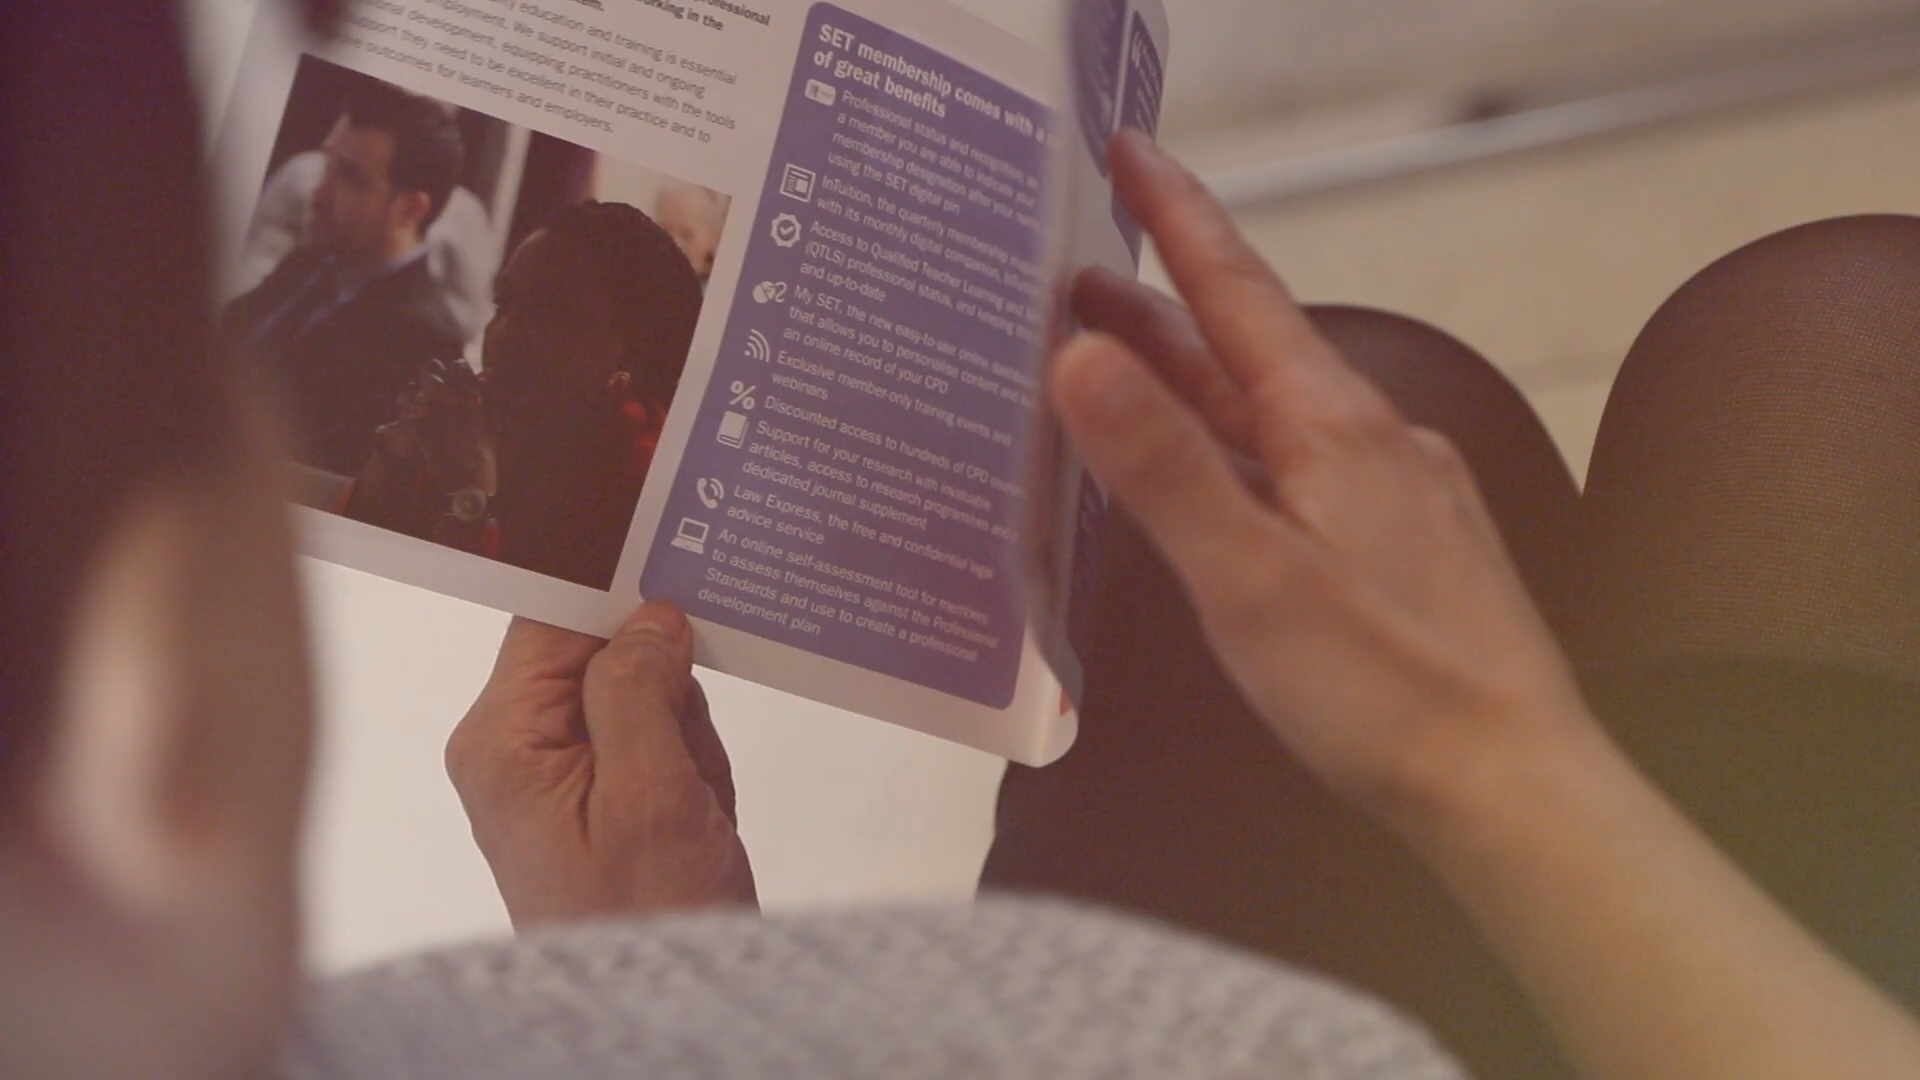 professional
working in the
education and training is essential
employment. We support initial and ongoing
development, equipping practitioners with the tools
they need to be excellent in their practice and to
outcomes for learners and employers.
SET membership comes with a
of great benefits
Professional status and recognition,
a member you are able to indicate your
membership designation after your name
using the SET digital pin
InTuition, the quarterly membership
with its monthly digital companion,
Access to Qualified Teacher Learning and
(QTLS) professional status, and keeping
and up-to-date
My SET, the new easy-to-use online
that allows you to personalise content and
an online record of your CPD
Exclusive member-only training events and
webinars
Discounted access to hundreds of CPD
Support for your research with invaluable
articles, access to research programmes and
dedicated journal supplement
Law Express, the free and confidential legal
advice service
An online self-assessment tool for members
to assess themselves against the Professional
Standards and use to create a professional
development plan